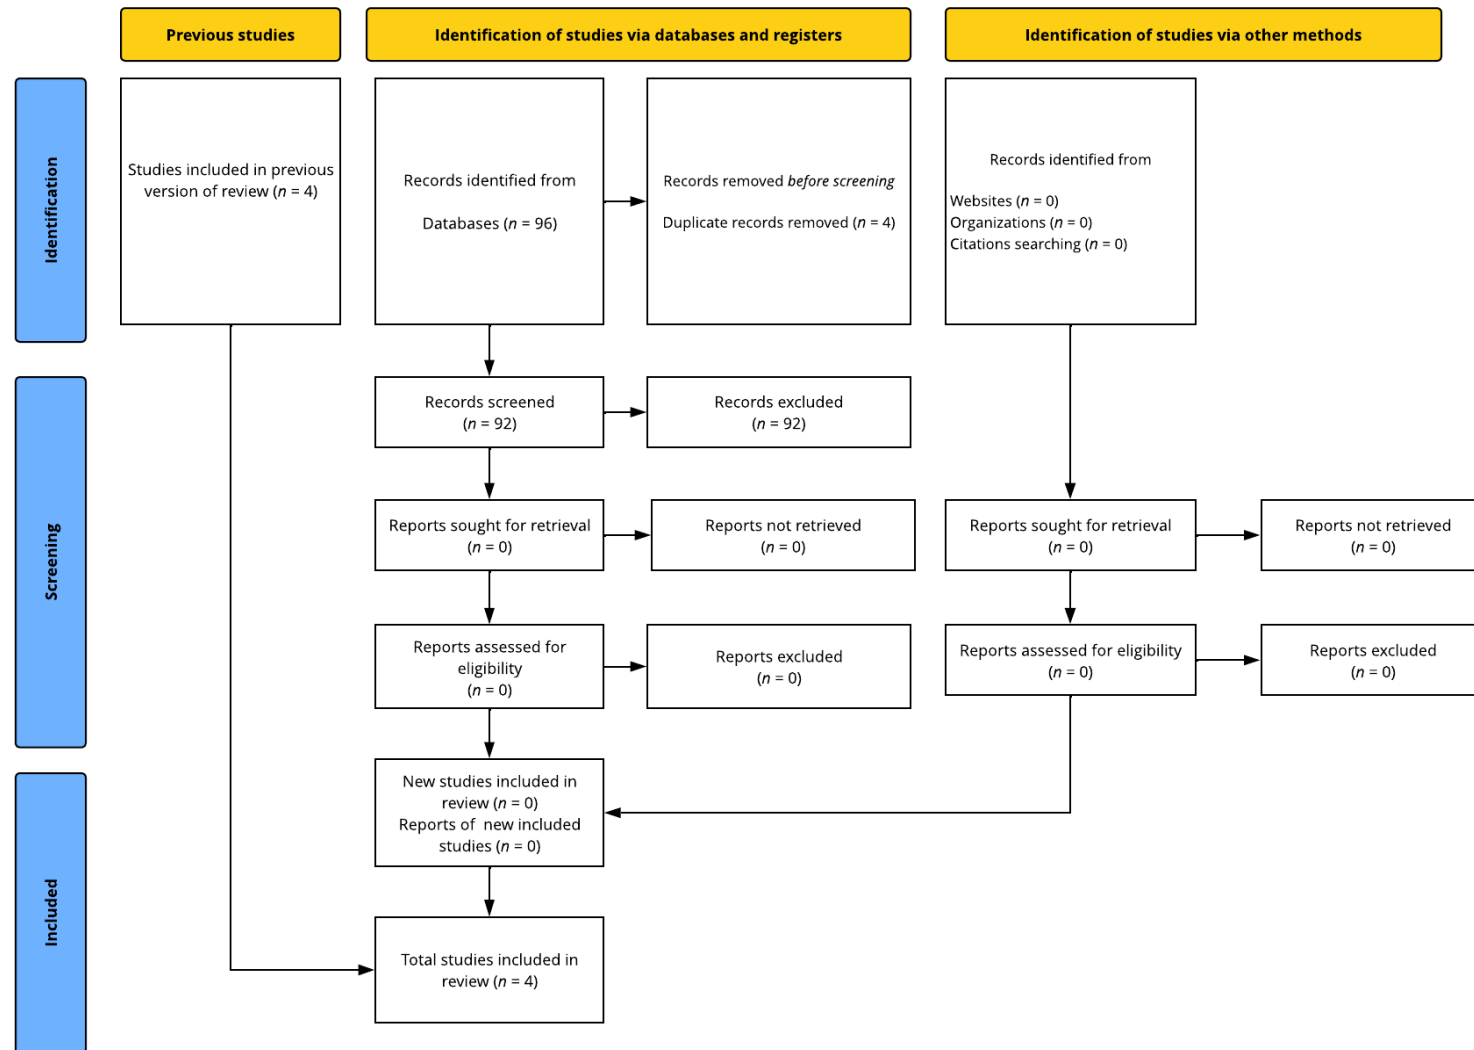 Previous studies
Identification of studies via databases and registers
Identification of studies via other methods
Identification
Studies included in previous
version of review (n = 4)
Records identified from
Databases (n = 96)
Records removed before screening
Duplicate records removed (n = 4)
Records identified from
Websites (n = 0)
Organizations (n = 0)
Citations searching (n = 0)
Screening
Records screened
(n = 92)
Records excluded
(n = 92)
Reports sought for retrieval
(n = 0)
Reports not retrieved
(n = 0)
Reports sought for retrieval
(n = 0)
Reports not retrieved
(n = 0)
Reports assessed for
eligibility
(n = 0)
Reports excluded
(n = 0)
Reports assessed for eligibility
(n = 0)
Reports excluded
(n = 0)
Included
New studies included in
review (n = 0)
Reports of  new included
studies (n = 0)
Total studies included in
review (n = 4)